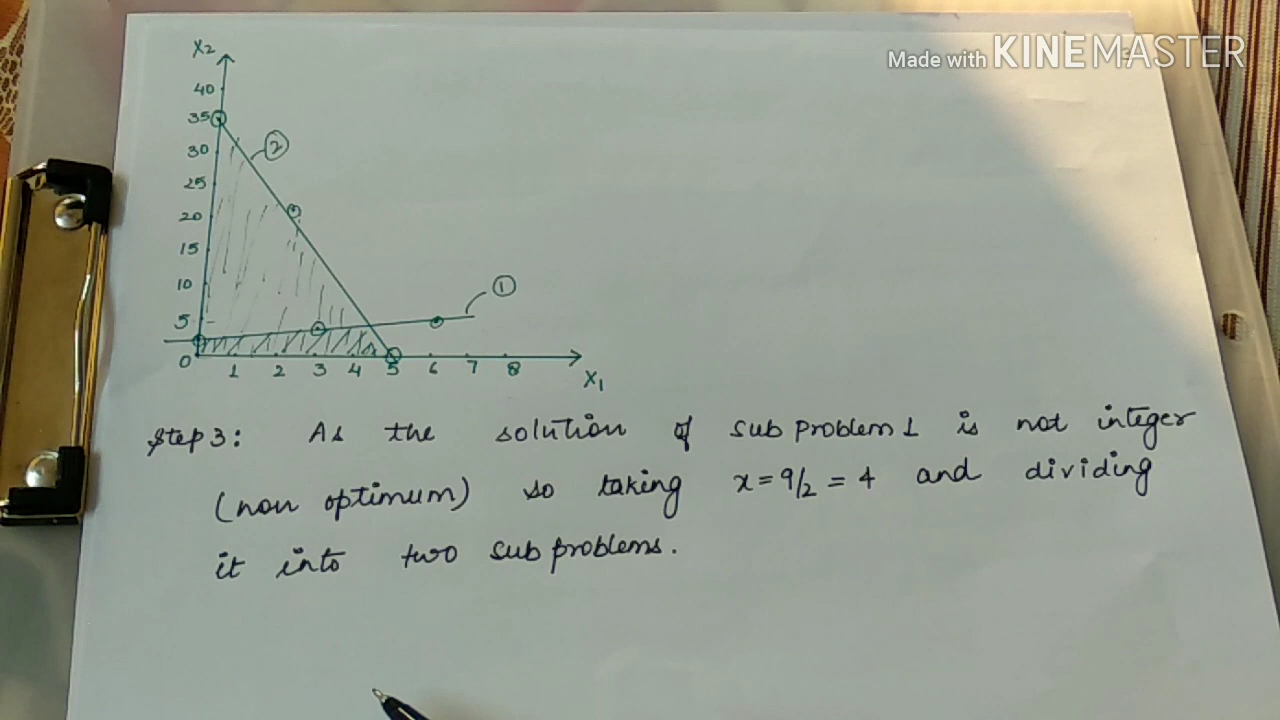 Made with KINEMASTER
X2
40
35
30
25
20
15
10
5
0
2
1
1 2 3 4 5 6 7 8
X1
Step 3: As the solution of sub problem 1 is not integer
(non optimum) so taking x = 9/2 = 4 and dividing
it into two sub problems.